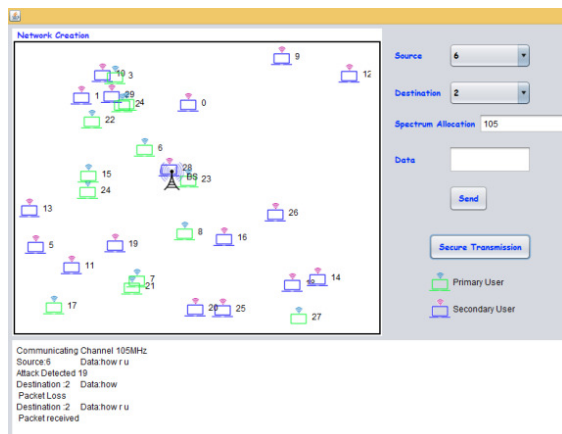 Network Creation
9
10
3
12
1
29
24
0
22
6
28
15
BS
23
24
13
26
8
16
5
19
11
7
14
21
17
20
25
27
Source
6
Destination
2
Spectrum Allocation
105
Data
Send
Secure Transmission
Primary User
Secondary User
Communicating Channel 105MHz
Source:6 Data:how r u
Attack Detected 19
Destination :2 Data:how
Packet Loss
Destination :2 Data:how r u
Packet received